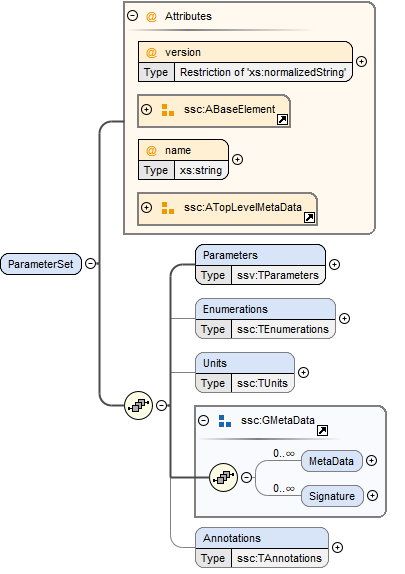 Attributes
version
Type Restriction of 'xs:normalizedString'
ssc:ABaseElement
name
Type xs:string
ssc:ATopLevelMetaData
ParameterSet
Parameters
Type ssv:TParameters
Enumerations
Type ssc:TEnumerations
Units
Type ssc:TUnits
ssc:GMetaData
0..∞
MetaData
0..∞
Signature
Annotations
Type ssc:TAnnotations